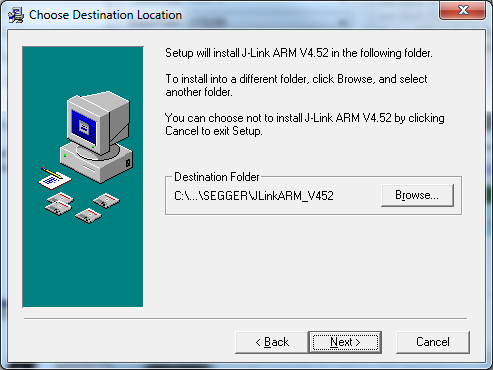 Choose Destination Location
Setup will install J-Link ARM V4.52 in the following folder.
To install into a different folder, click Browse, and select
another folder.
You can choose not to install J-Link ARM V4.52 by clicking
Cancel to exit Setup.
Destination Folder
C:\...\SEGGER\JLinkARM_V452
Browse...
< Back
Next >
Cancel